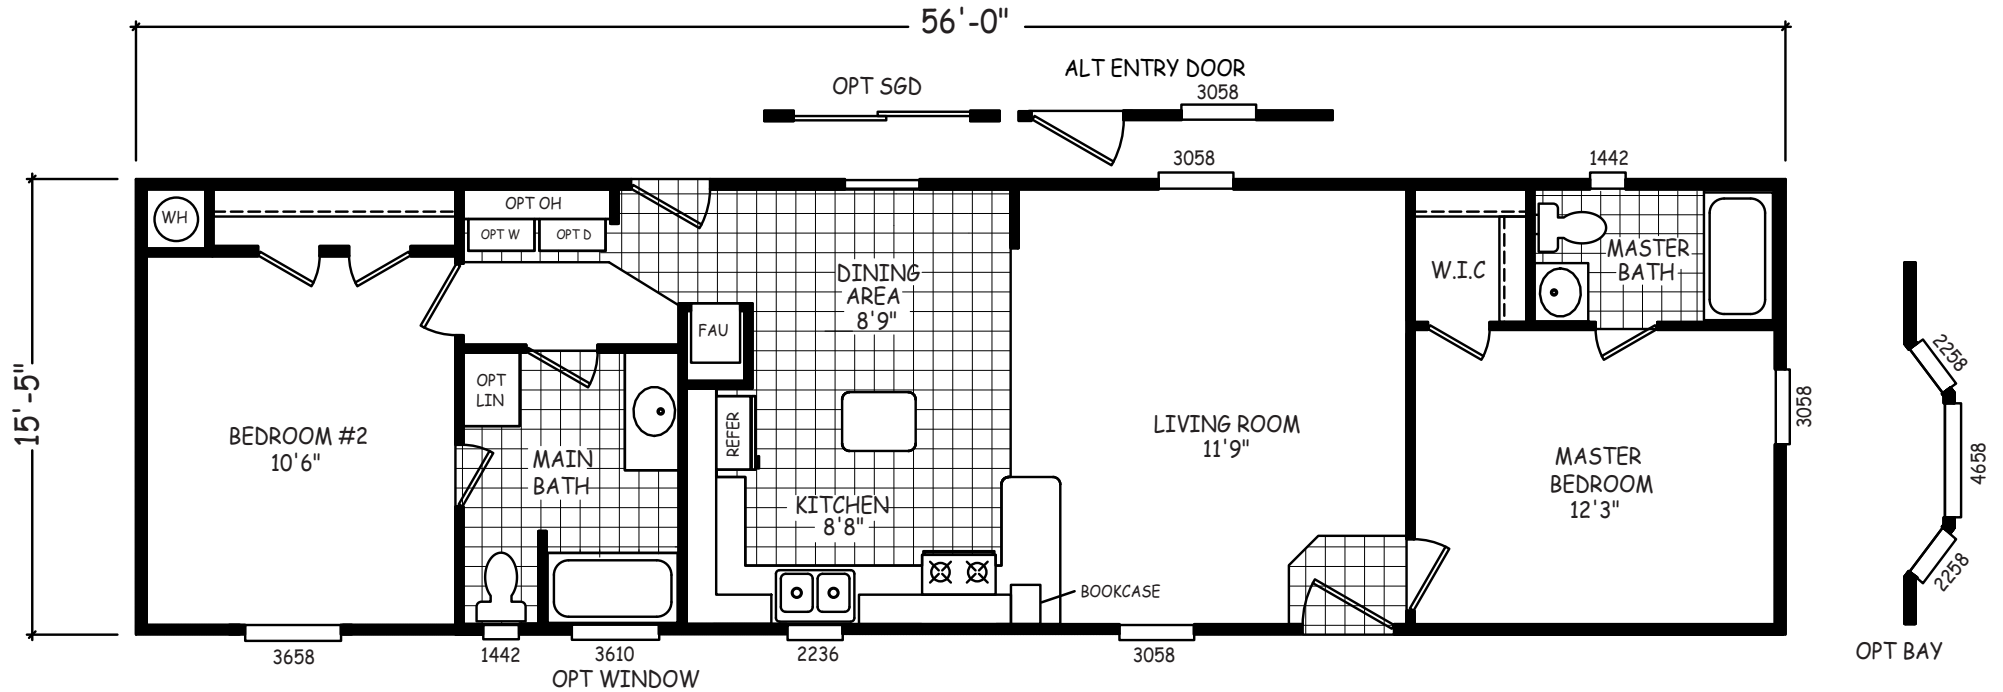 56'-0"
ALT ENTRY DOOR
3058
OPT SGD
3058
1442
15'-5"
WH
OPT OH
OPT W
OPT D
DINING
AREA
8'9"
FAU
W.I.C
MASTER
BATH
OPT
LIN
REFER
BEDROOM #2
10'6"
MAIN
BATH
KITCHEN
8'8"
LIVING ROOM
11'9"
MASTER
BEDROOM
12'3"
3058
BOOKCASE
2258
4658
2258
OPT BAY
3658
1442
3610
OPT WINDOW
2236
3058